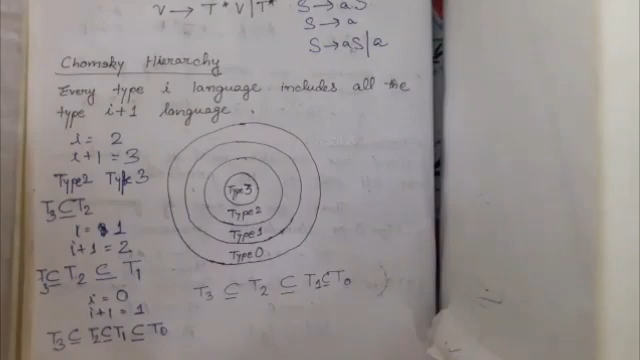 V → T* V | T*
S → aS
S → a
S → aS | a
Chomsky Hierarchy
Every type i language includes all the
type i+1 language .
i = 2
i+1 = 3
Type2 Type3
T3 ⊆ T2
i = 1
i+1 = 2
T3 ⊆ T2 ⊆ T1
i = 0
i+1 = 1
T3 ⊆ T2 ⊆ T1 ⊆ T0
Type3
Type2
Type1
Type0
T3 ⊆ T2 ⊆ T1 ⊆ T0